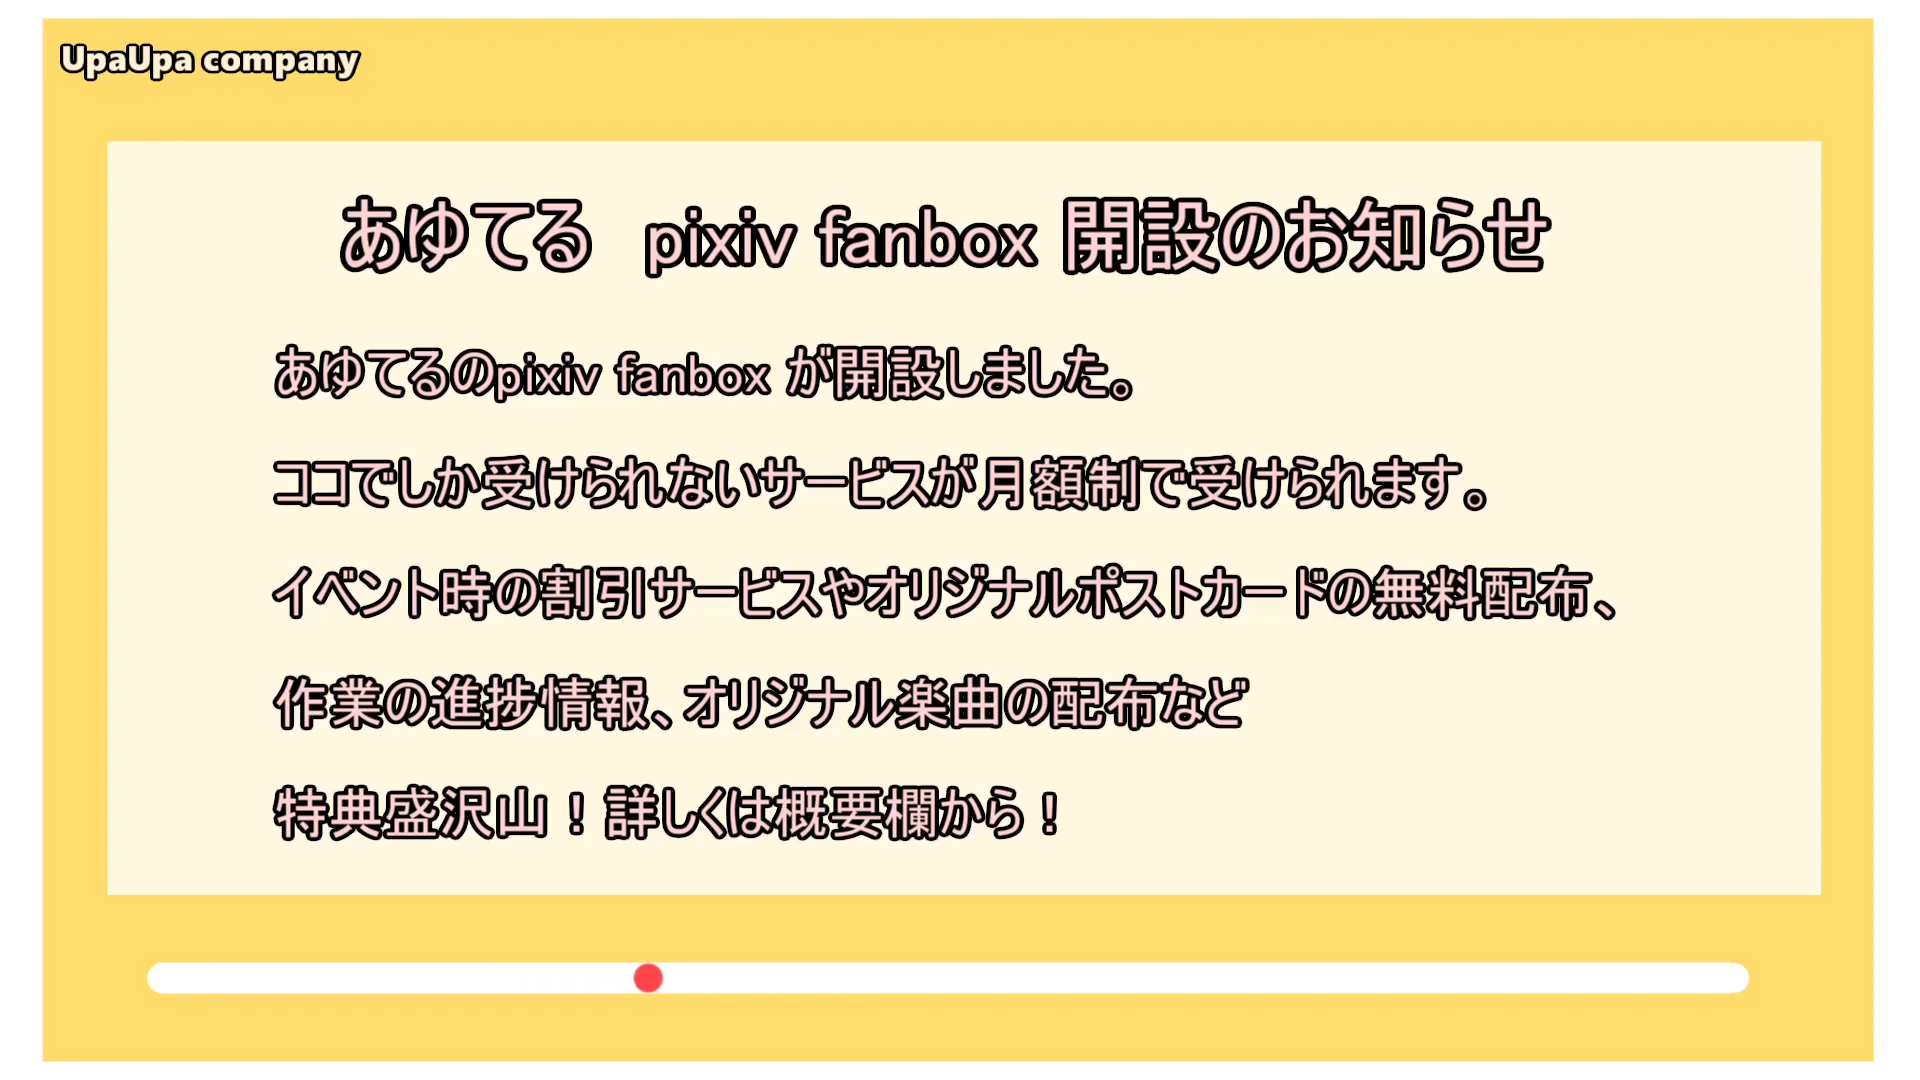 UpaUpa company
あゆてる pixiv fanbox 開設のお知らせ
あゆてるのpixiv fanbox が開設しました。
ココでしか受けられないサービスが月額制で受けられます。
イベント時の割引サービスやオリジナルポストカードの無料配布、
作業の進捗情報、オリジナル楽曲の配布など
特典盛沢山！詳しくは概要欄から！